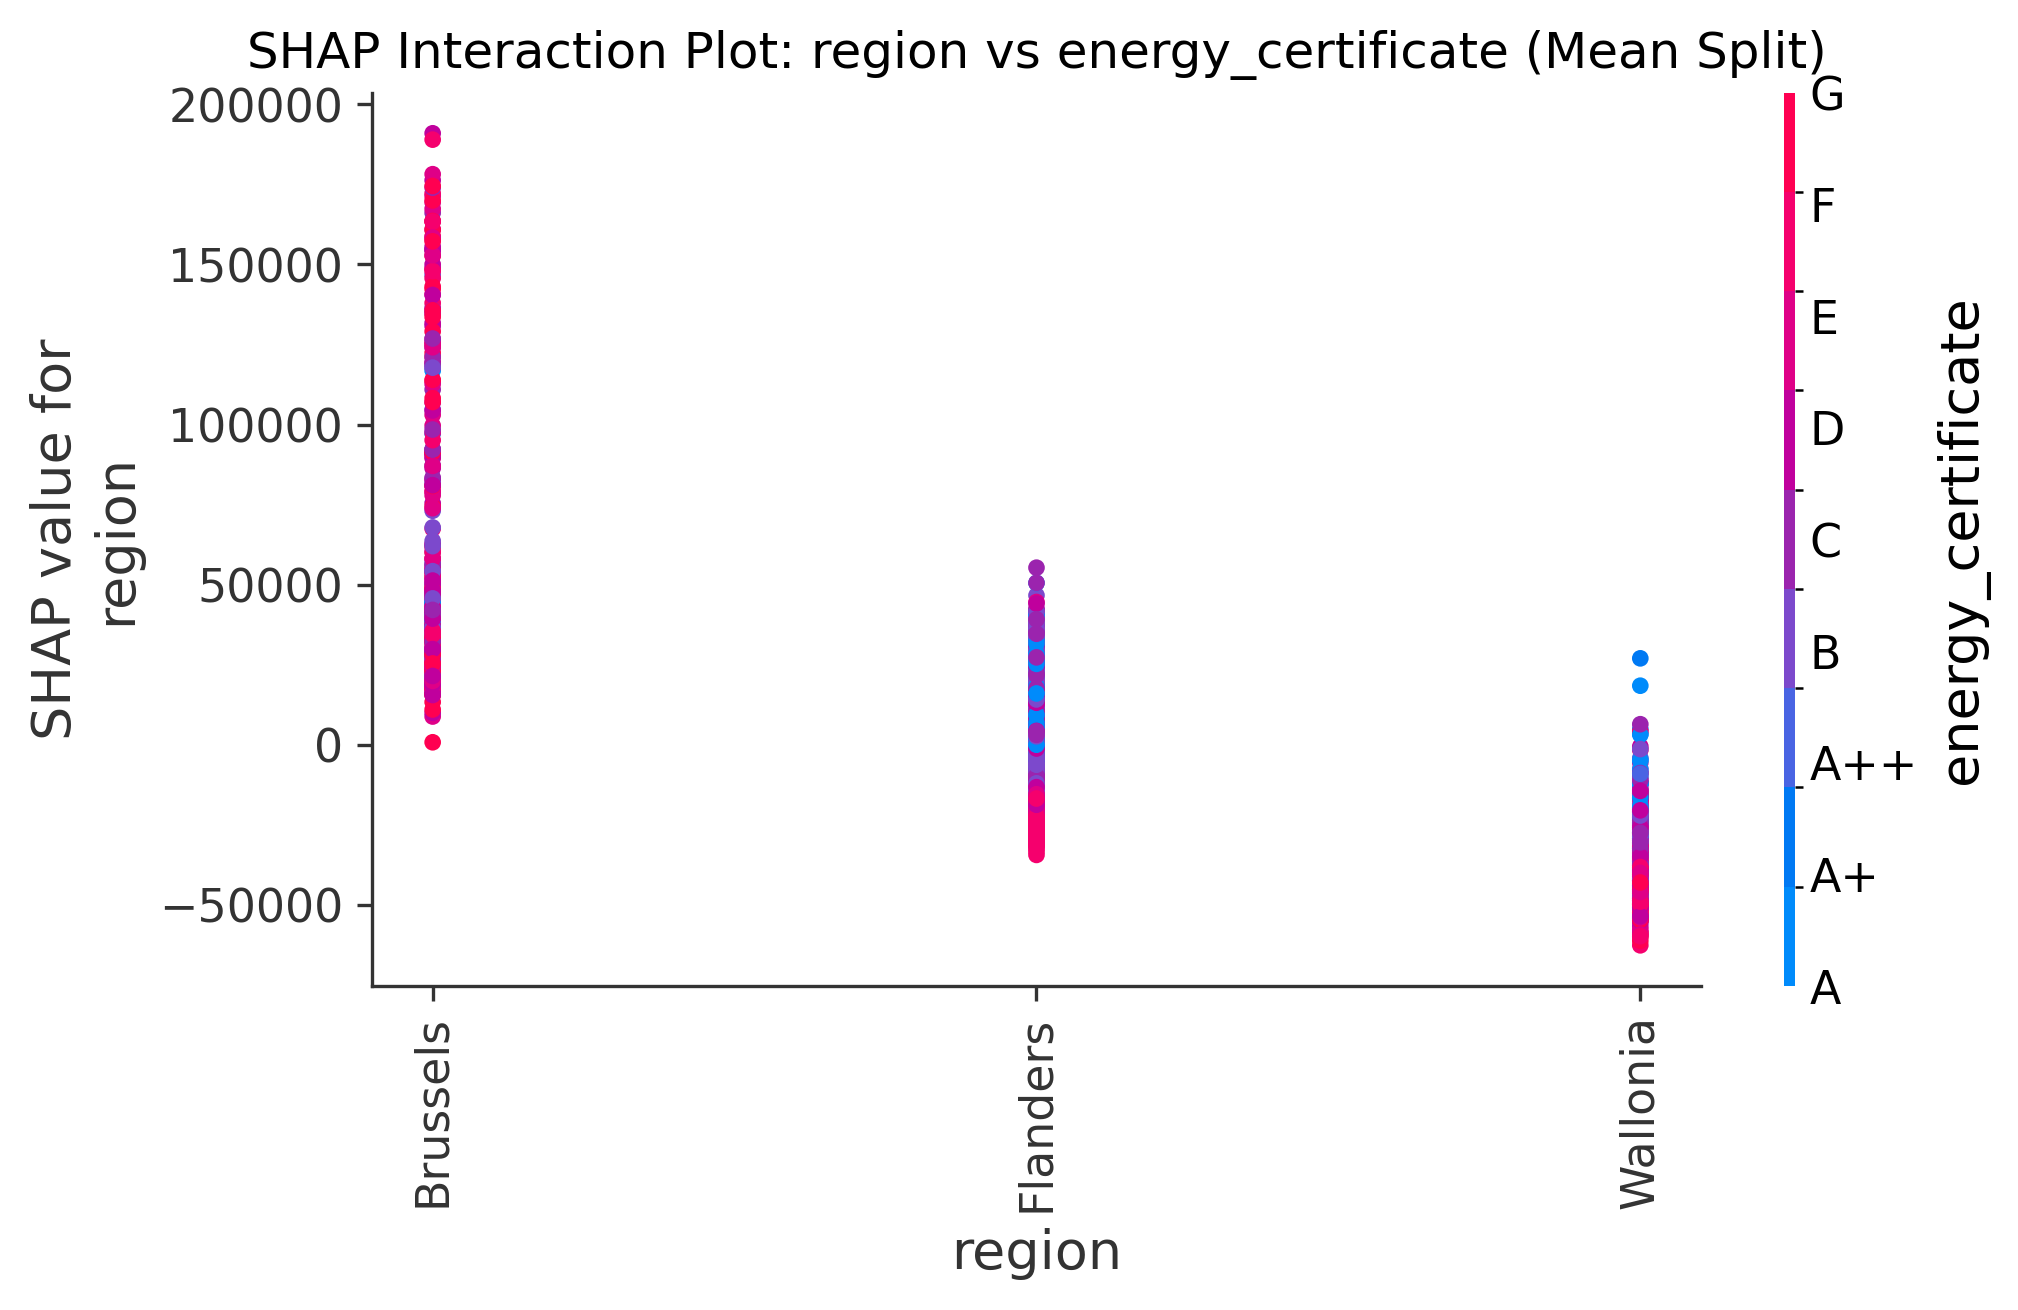 SHAP Interaction Plot: region vs energy_certificate (Mean Split)
200000
150000
100000
50000
0
−50000
SHAP value for
region
Brussels
Flanders
Wallonia
region
G
F
E
D
C
B
A++
A+
A
energy_certificate